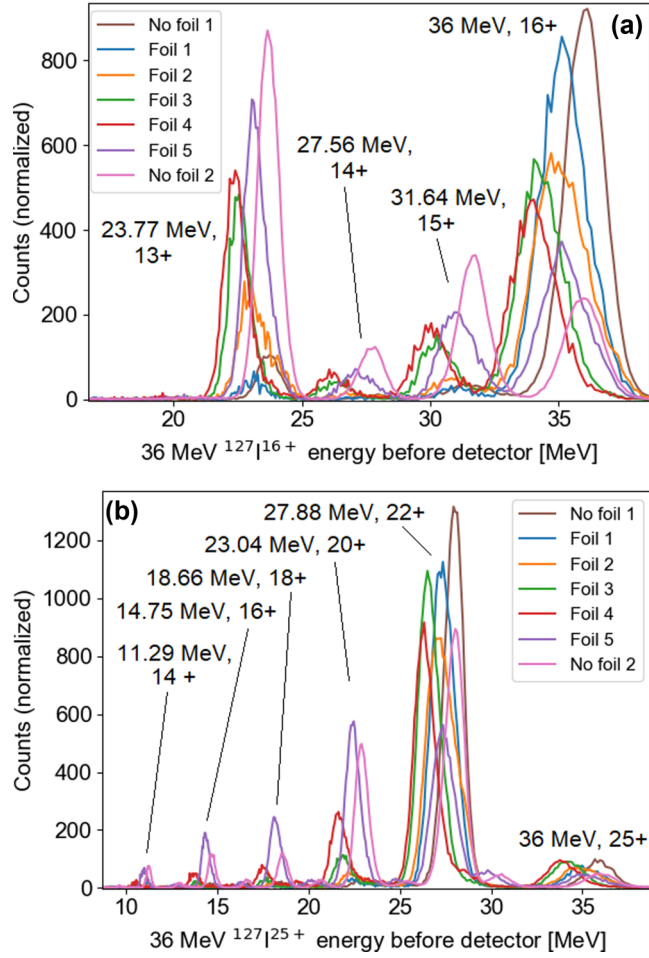 (a)
No foil 1
Foil 1
Foil 2
Foil 3
Foil 4
Foil 5
No foil 2
36 MeV, 16+
27.56 MeV,
14+
31.64 MeV,
15+
23.77 MeV,
13+
Counts (normalized)
800
600
400
200
0
20
25
30
35
36 MeV ¹²⁷I¹⁶⁺ energy before detector [MeV]
(b)
27.88 MeV, 22+
23.04 MeV, 20+
18.66 MeV, 18+
14.75 MeV, 16+
11.29 MeV,
14 +
No foil 1
Foil 1
Foil 2
Foil 3
Foil 4
Foil 5
No foil 2
36 MeV, 25+
Counts (normalized)
1200
1000
800
600
400
200
0
10
15
20
25
30
35
36 MeV ¹²⁷I²⁵⁺ energy before detector [MeV]